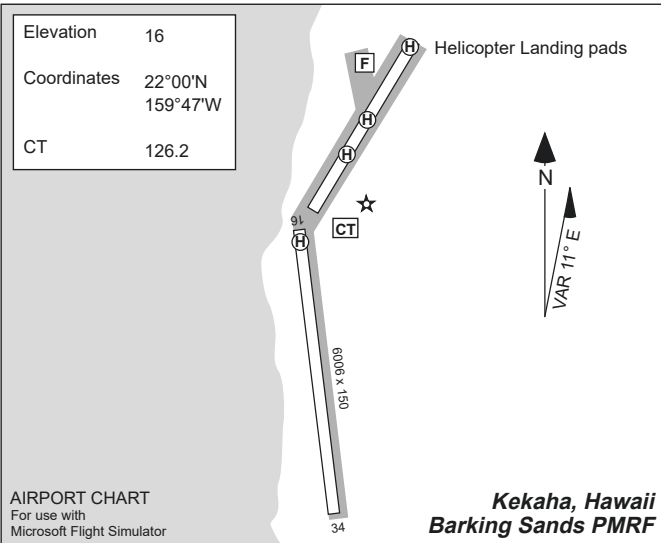 Elevation 16
Coordinates 22°00'N
159°47'W
CT 126.2
F
H
Helicopter Landing pads
H
H
N
VAR 11° E
16
CT
H
6006 x 150
34
AIRPORT CHART
For use with
Microsoft Flight Simulator
Kekaha, Hawaii
Barking Sands PMRF